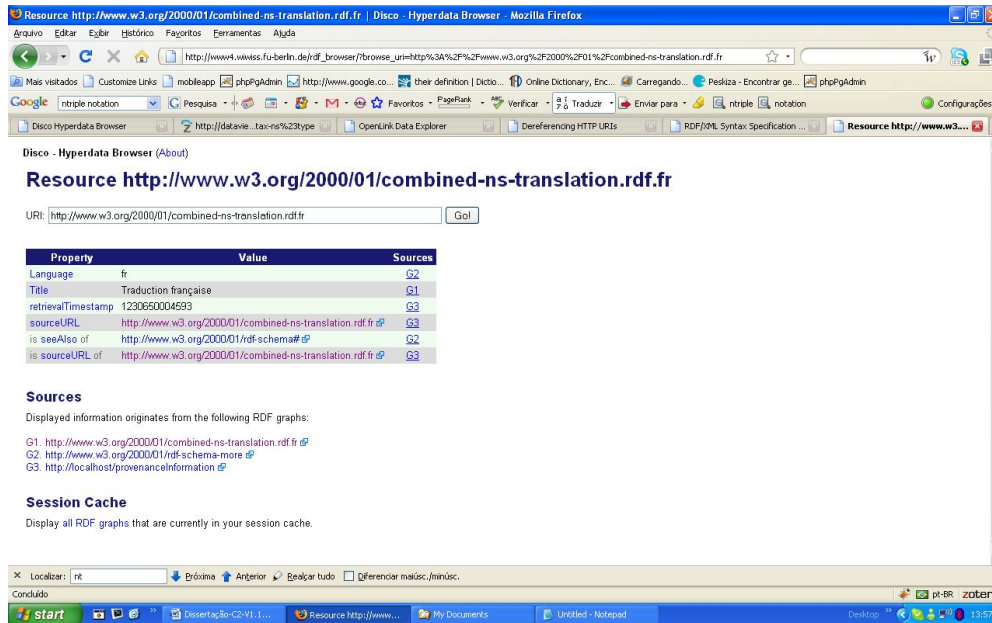 Resource http://www.w3.org/2000/01/combined-ns-translation.rdf.fr | Disco - Hyperdata Browser - Mozilla Firefox
Arquivo Editar Exibir Histórico Favoritos Ferramentas Ajuda
http://www4.wiwiss.fu-berlin.de/rdf_browser/?browse_uri=http%3A%2F%2Fwww.w3.org%2F2000%2F01%2Fcombined-ns-translation.rdf.fr
Mais visitados Customize Links mobileapp phpPgAdmin http://www.google.co... their definition | Dictio... Online Dictionary, Enc... Carregando... Peskiza - Encontrar ge... phpPgAdmin
Google ntriple notation Pesquisa Favoritos PageRank Verificar Traduzir Enviar para ntriple notation Configurações
Disco Hyperdata Browser http://datavie...tax-ns%23type OpenLink Data Explorer Dereferencing HTTP URIs RDF/XML Syntax Specification ... Resource http://www.w3....
Disco - Hyperdata Browser (About)
Resource http://www.w3.org/2000/01/combined-ns-translation.rdf.fr
URI: http://www.w3.org/2000/01/combined-ns-translation.rdf.fr Go!
Property Value Sources
Language fr G2
Title Traduction française G1
retrievalTimestamp 1230650004593 G3
sourceURL http://www.w3.org/2000/01/combined-ns-translation.rdf.fr G3
is seeAlso of http://www.w3.org/2000/01/rdf-schema# G2
is sourceURL of http://www.w3.org/2000/01/combined-ns-translation.rdf.fr G3
Sources
Displayed information originates from the following RDF graphs:
G1. http://www.w3.org/2000/01/combined-ns-translation.rdf.fr
G2. http://www.w3.org/2000/01/rdf-schema-more
G3. http://localhost/provenanceInformation
Session Cache
Display all RDF graphs that are currently in your session cache.
Localizar: nt Próxima Anterior Realçar tudo Diferenciar maiúsc./minúsc.
Concluído pt-BR zoter
start Dissertação-C2-V1.1... Resource http://www... My Documents Untitled - Notepad Desktop 13:57